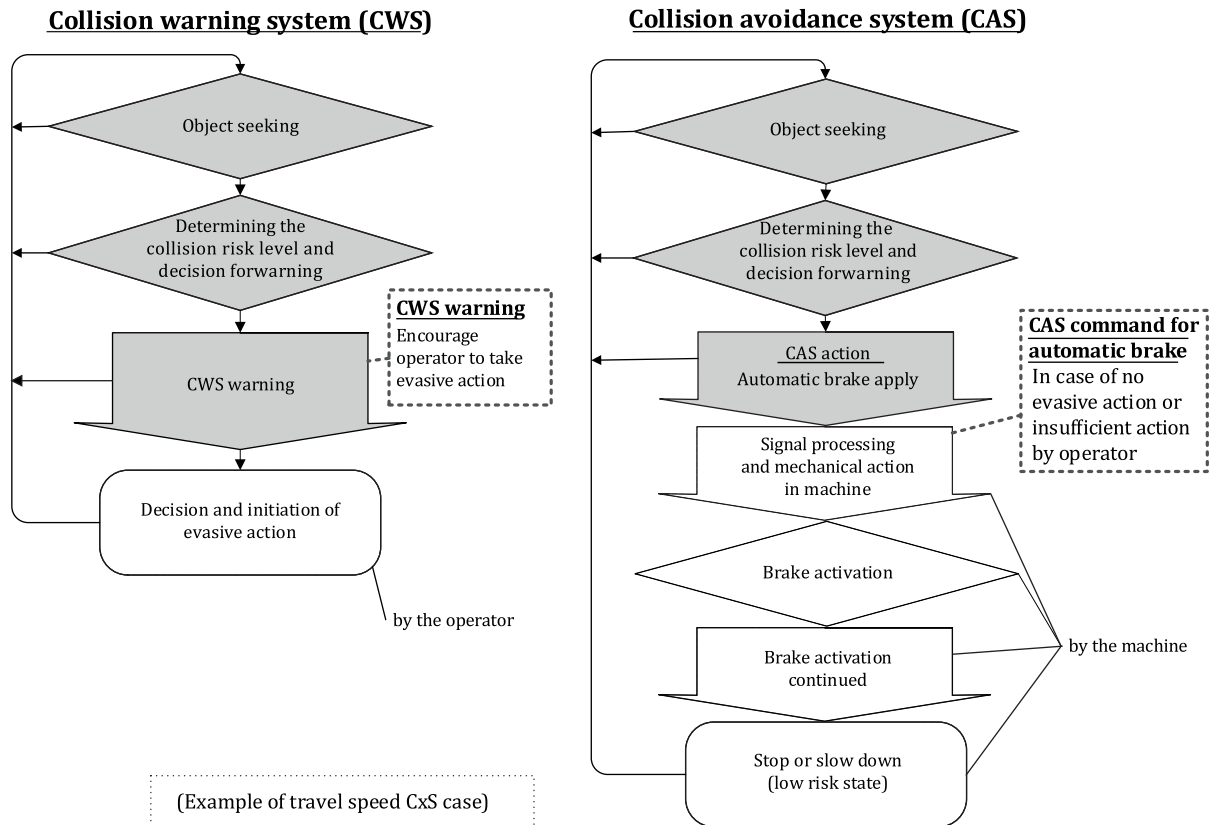 Collision warning system (CWS)
Object seeking
Determining the
collision risk level and
decision forwarning
CWS warning
Encourage
operator to take
evasive action
CWS warning
Decision and initiation of
evasive action
by the operator
(Example of travel speed CxS case)
Collision avoidance system (CAS)
Object seeking
Determining the
collision risk level and
decision forwarning
CAS action
Automatic brake apply
CAS command for
automatic brake
In case of no
evasive action or
insufficient action
by operator
Signal processing
and mechanical action
in machine
Brake activation
Brake activation
continued
by the machine
Stop or slow down
(low risk state)